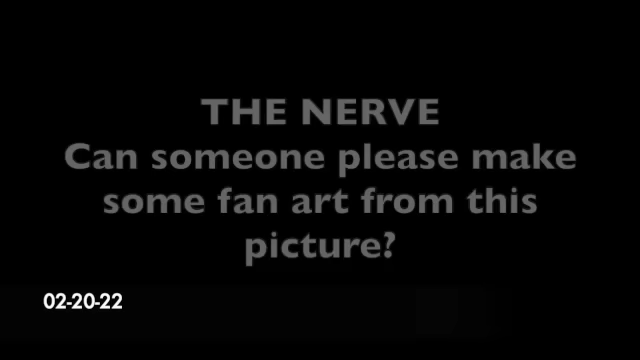 THE NERVE
Can someone please make
some fan art from this
picture?
02-20-22